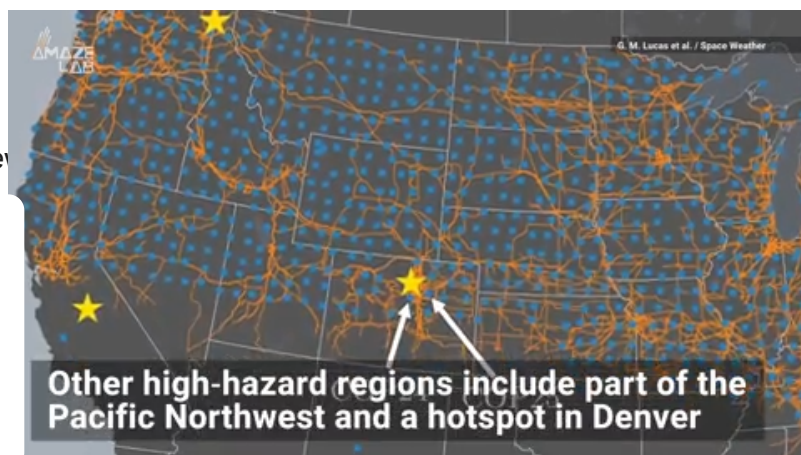 AMAZE
LAB
G. M. Lucas et al. / Space Weather
Other high-hazard regions include part of the
Pacific Northwest and a hotspot in Denver